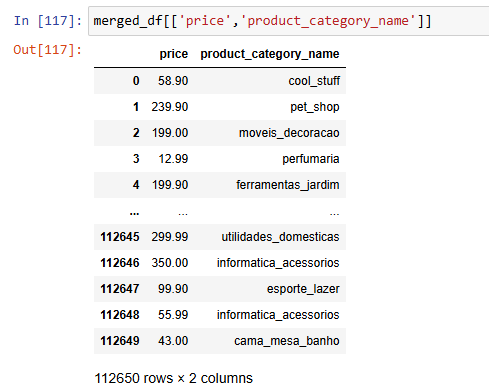 In [117]: merged_df[['price','product_category_name']]
Out[117]:
price product_category_name
0 58.90 cool_stuff
1 239.90 pet_shop
2 199.00 moveis_decoracao
3 12.99 perfumaria
4 199.90 ferramentas_jardim
... ... ...
112645 299.99 utilidades_domesticas
112646 350.00 informatica_acessorios
112647 99.90 esporte_lazer
112648 55.99 informatica_acessorios
112649 43.00 cama_mesa_banho
112650 rows × 2 columns